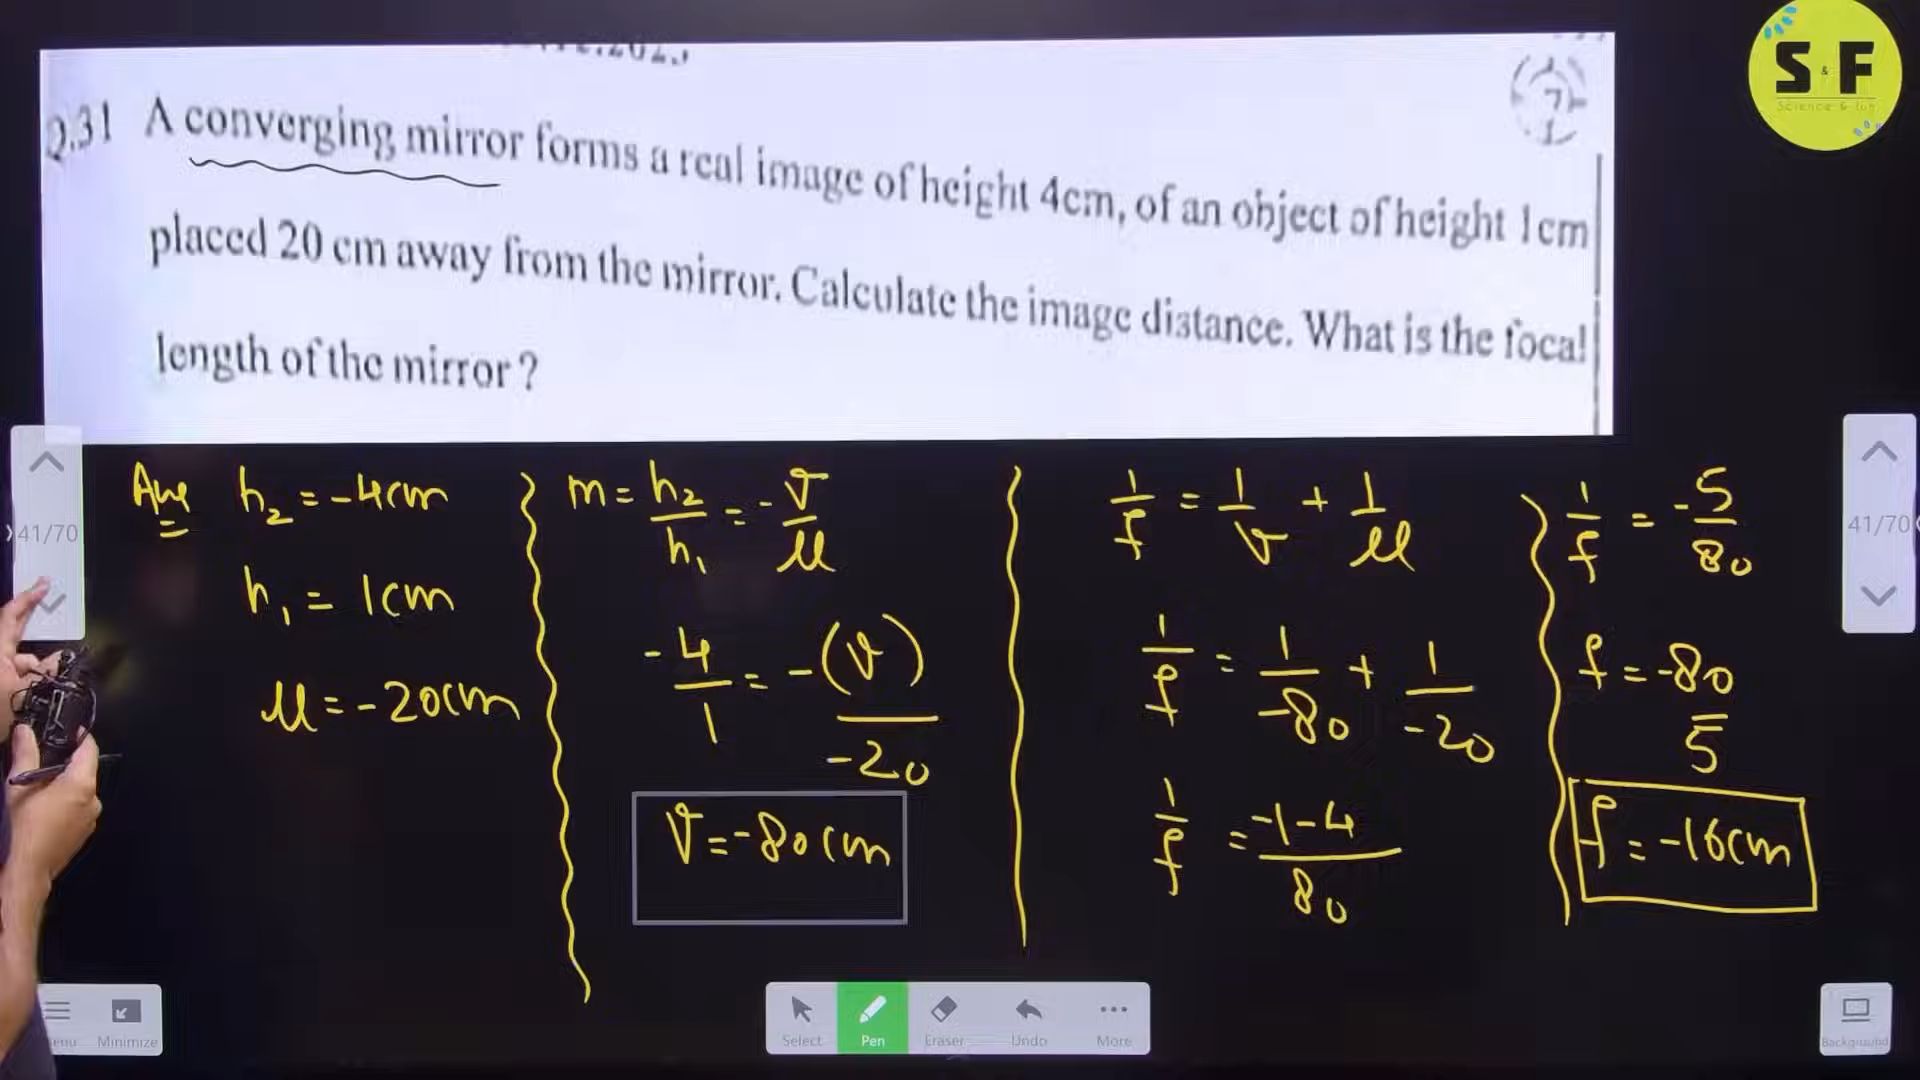 S & F
Q.31 A converging mirror forms a real image of height 4cm, of an object of height 1cm
placed 20 cm away from the mirror. Calculate the image distance. What is the focal
length of the mirror?
Ans h₂ = -4cm
h₁ = 1cm
u = -20cm
m = h₂/h₁ = -v/u
-4/1 = -(v)/-20
v = -80cm
1/f = 1/v + 1/u
1/f = 1/-80 + 1/-20
1/f = -1-4/80
1/f = -5/80
f = -80/5
f = -16cm
41/70
41/70
Minimize
Select
Pen
Eraser
Undo
More
Background